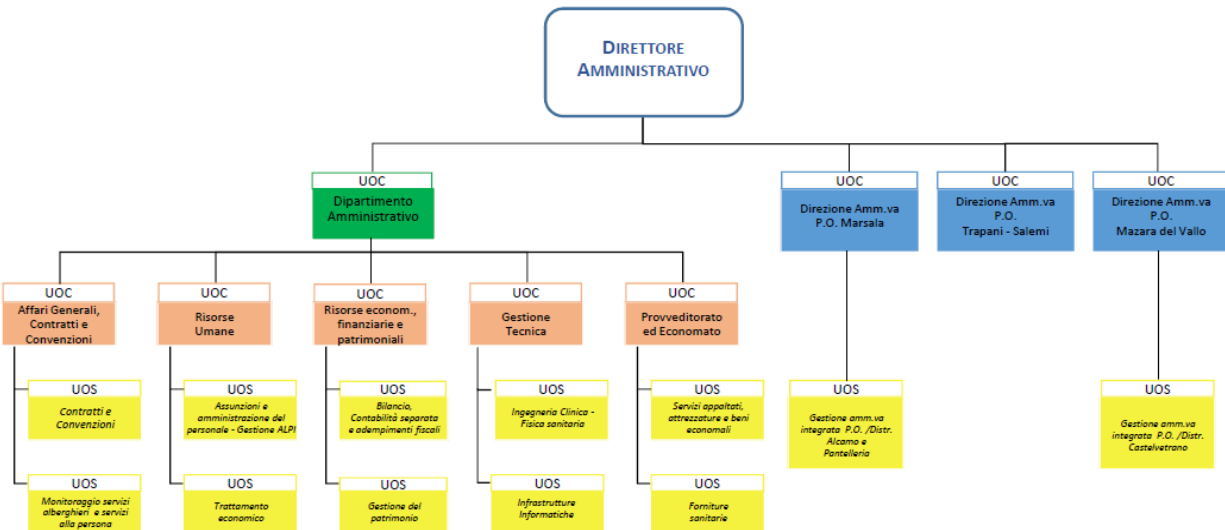 DIRETTORE
AMMINISTRATIVO
UOC
Dipartimento
Amministrativo
UOC
Direzione Amm.va
P.O. Marsala
UOC
Direzione Amm.va
P.O.
Trapani - Salemi
UOC
Direzione Amm.va
P.O.
Mazara del Vallo
UOC
Affari Generali,
Contratti e
Convenzioni
UOC
Risorse
Umane
UOC
Risorse econom.,
finanziarie e
patrimoniali
UOC
Gestione
Tecnica
UOC
Provveditorato
ed Economato
UOS
Contratti e
Convenzioni
UOS
Assunzioni e
amministrazione del
personale - Gestione ALPI
UOS
Bilancio,
Contabilità separata
e adempimenti fiscali
UOS
Ingegneria Clinica -
Fisica sanitaria
UOS
Servizi appaltati,
attrezzature e beni
economali
UOS
Gestione amm.va
integrata P.O. /Distr.
Alcamo e
Pantelleria
UOS
Gestione amm.va
integrata P.O. /Distr.
Castelvetrano
UOS
Monitoraggio servizi
alberghieri e servizi
alla persona
UOS
Trattamento
economico
UOS
Gestione del
patrimonio
UOS
Infrastrutture
Informatiche
UOS
Forniture
sanitarie